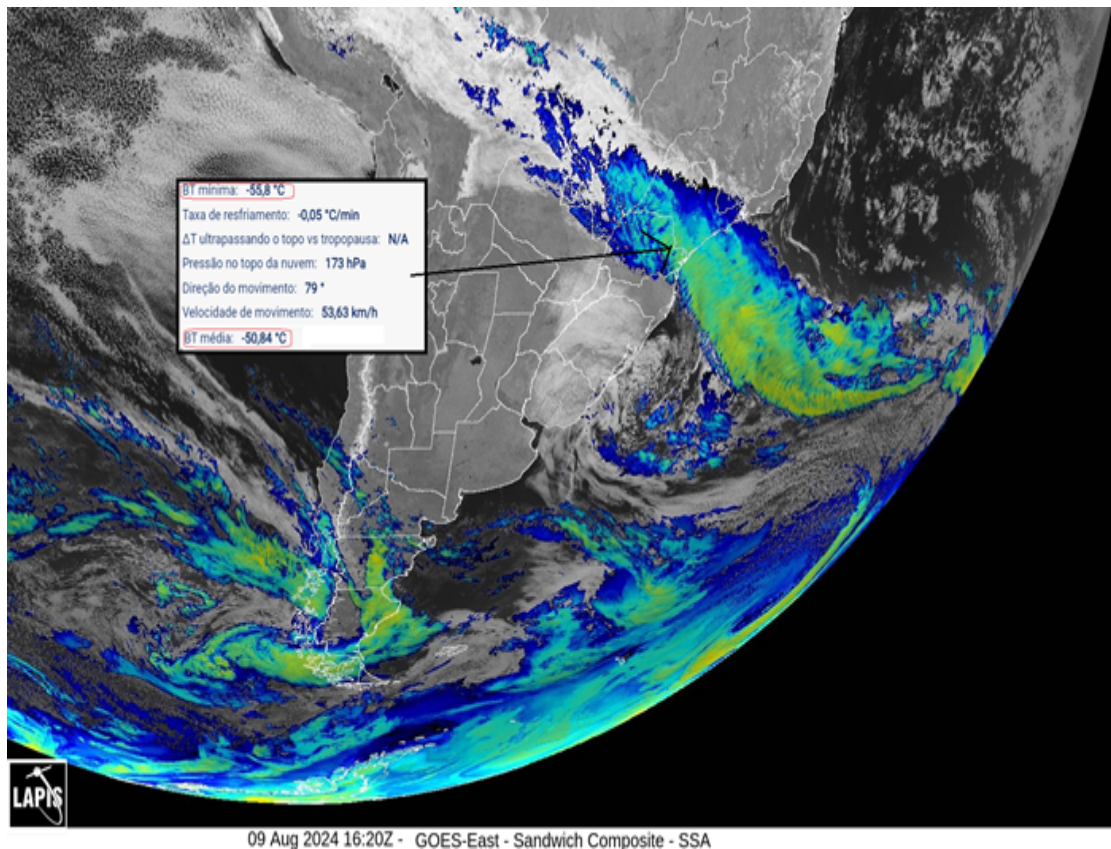 BT mínima: -55,8 °C
Taxa de resfriamento: -0,05 °C/min
ΔT ultrapassando o topo vs tropopausa: N/A
Pressão no topo da nuvem: 173 hPa
Direção do movimento: 79 °
Velocidade de movimento: 53,63 km/h
BT média: -50,84 °C
LAPIS
09 Aug 2024 16:20Z - GOES-East - Sandwich Composite - SSA